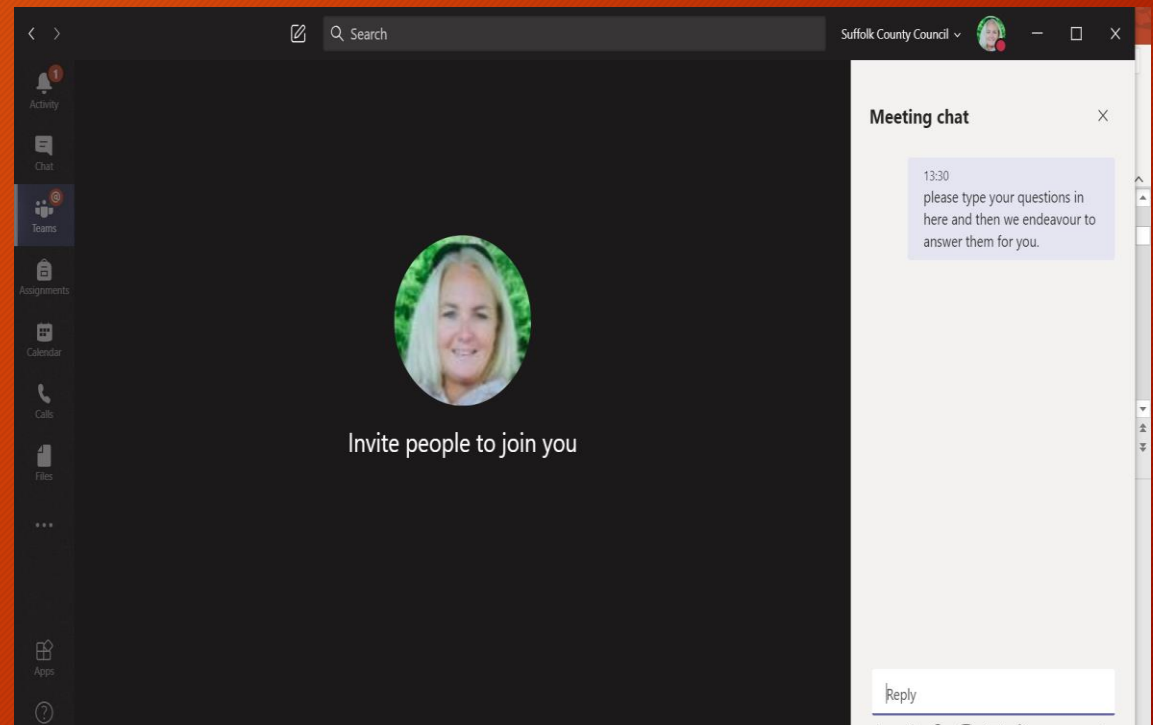 Search
Suffolk County Council
1
Activity
Chat
@
Teams
Assignments
Calendar
Calls
Files
Apps
?
Invite people to join you
Meeting chat
13:30
please type your questions in
here and then we endeavour to
answer them for you.
Reply